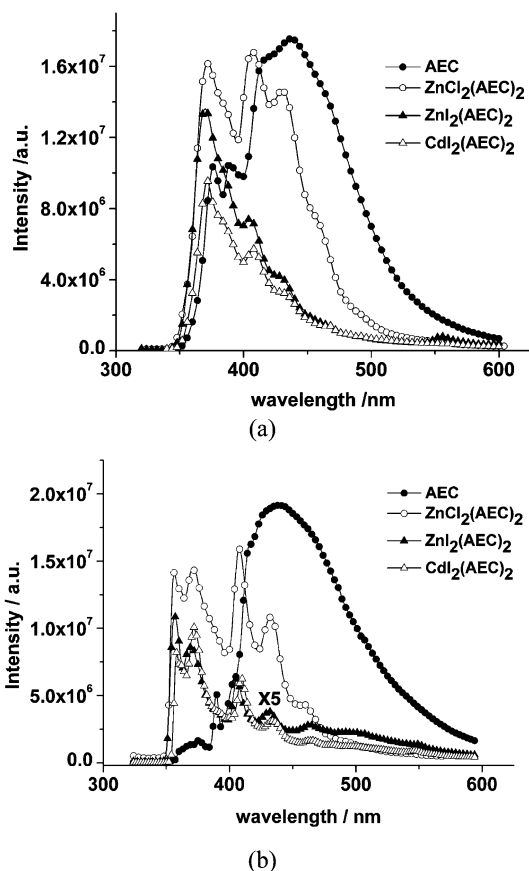 AEC
ZnCl2(AEC)2
ZnI2(AEC)2
CdI2(AEC)2
1.6x10^7
1.2x10^7
8.0x10^6
4.0x10^6
0.0
Intensity /a.u.
300 400 500 600
wavelength /nm
(a)
AEC
ZnCl2(AEC)2
ZnI2(AEC)2
CdI2(AEC)2
2.0x10^7
1.5x10^7
1.0x10^7
5.0x10^6
0.0
X5
Intensity / a.u.
300 400 500 600
wavelength / nm
(b)